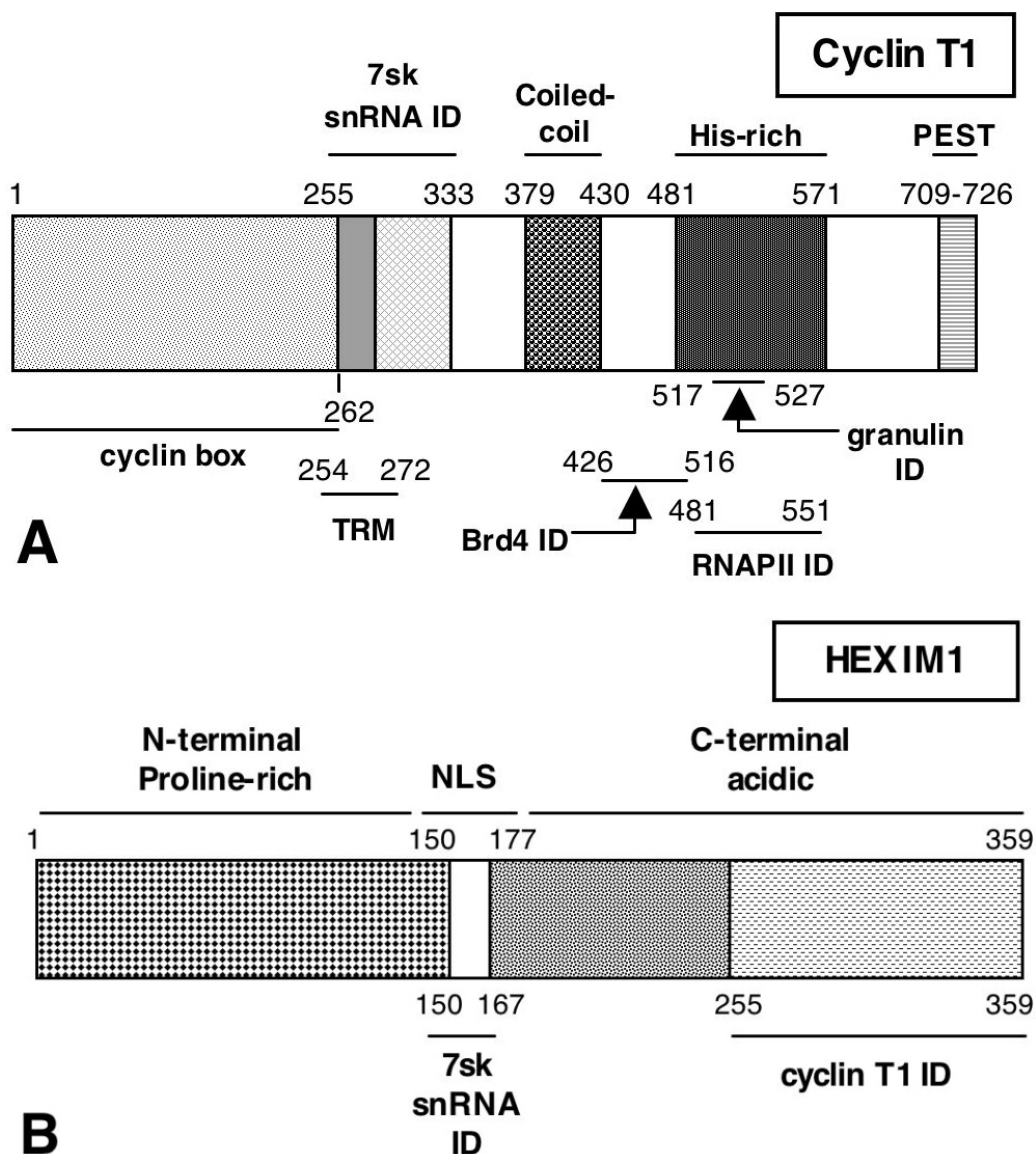 Cyclin T1
7sk
snRNA ID
Coiled-
coil
His-rich
PEST
1 255 333 379 430 481 571 709-726
262
517 527
cyclin box
granulin
ID
254 272
426 516
TRM
Brd4 ID
481 551
RNAPII ID
A
HEXIM1
N-terminal
Proline-rich
NLS
C-terminal
acidic
1 150 177 359
150 167 255 359
7sk
snRNA
ID
cyclin T1 ID
B